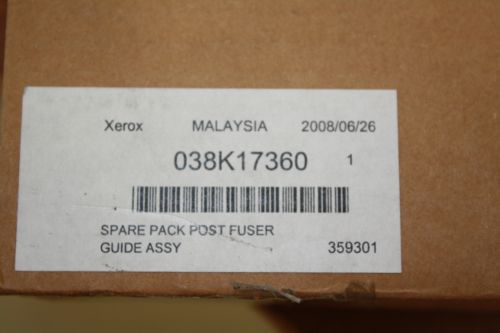 Xerox MALAYSIA 2008/06/26
038K17360 1
SPARE PACK POST FUSER
GUIDE ASSY 359301